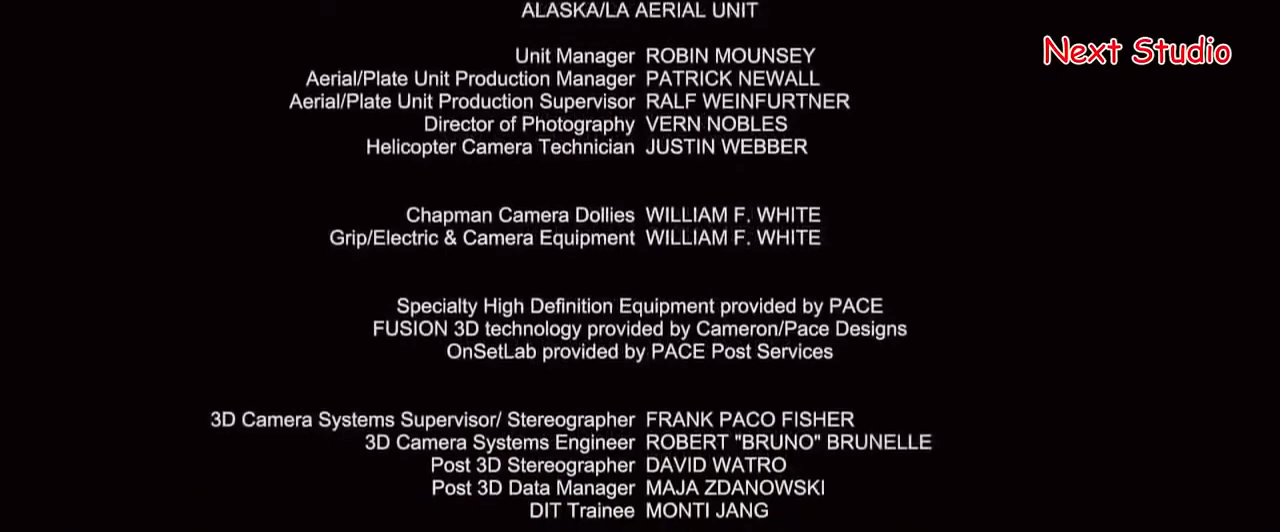 ALASKA/LA AERIAL UNIT
Next Studio
Unit Manager ROBIN MOUNSEY
Aerial/Plate Unit Production Manager PATRICK NEWALL
Aerial/Plate Unit Production Supervisor RALF WEINFURTNER
Director of Photography VERN NOBLES
Helicopter Camera Technician JUSTIN WEBBER
Chapman Camera Dollies WILLIAM F. WHITE
Grip/Electric & Camera Equipment WILLIAM F. WHITE
Specialty High Definition Equipment provided by PACE
FUSION 3D technology provided by Cameron/Pace Designs
OnSetLab provided by PACE Post Services
3D Camera Systems Supervisor/ Stereographer FRANK PACO FISHER
3D Camera Systems Engineer ROBERT "BRUNO" BRUNELLE
Post 3D Stereographer DAVID WATRO
Post 3D Data Manager MAJA ZDANOWSKI
DIT Trainee MONTI JANG